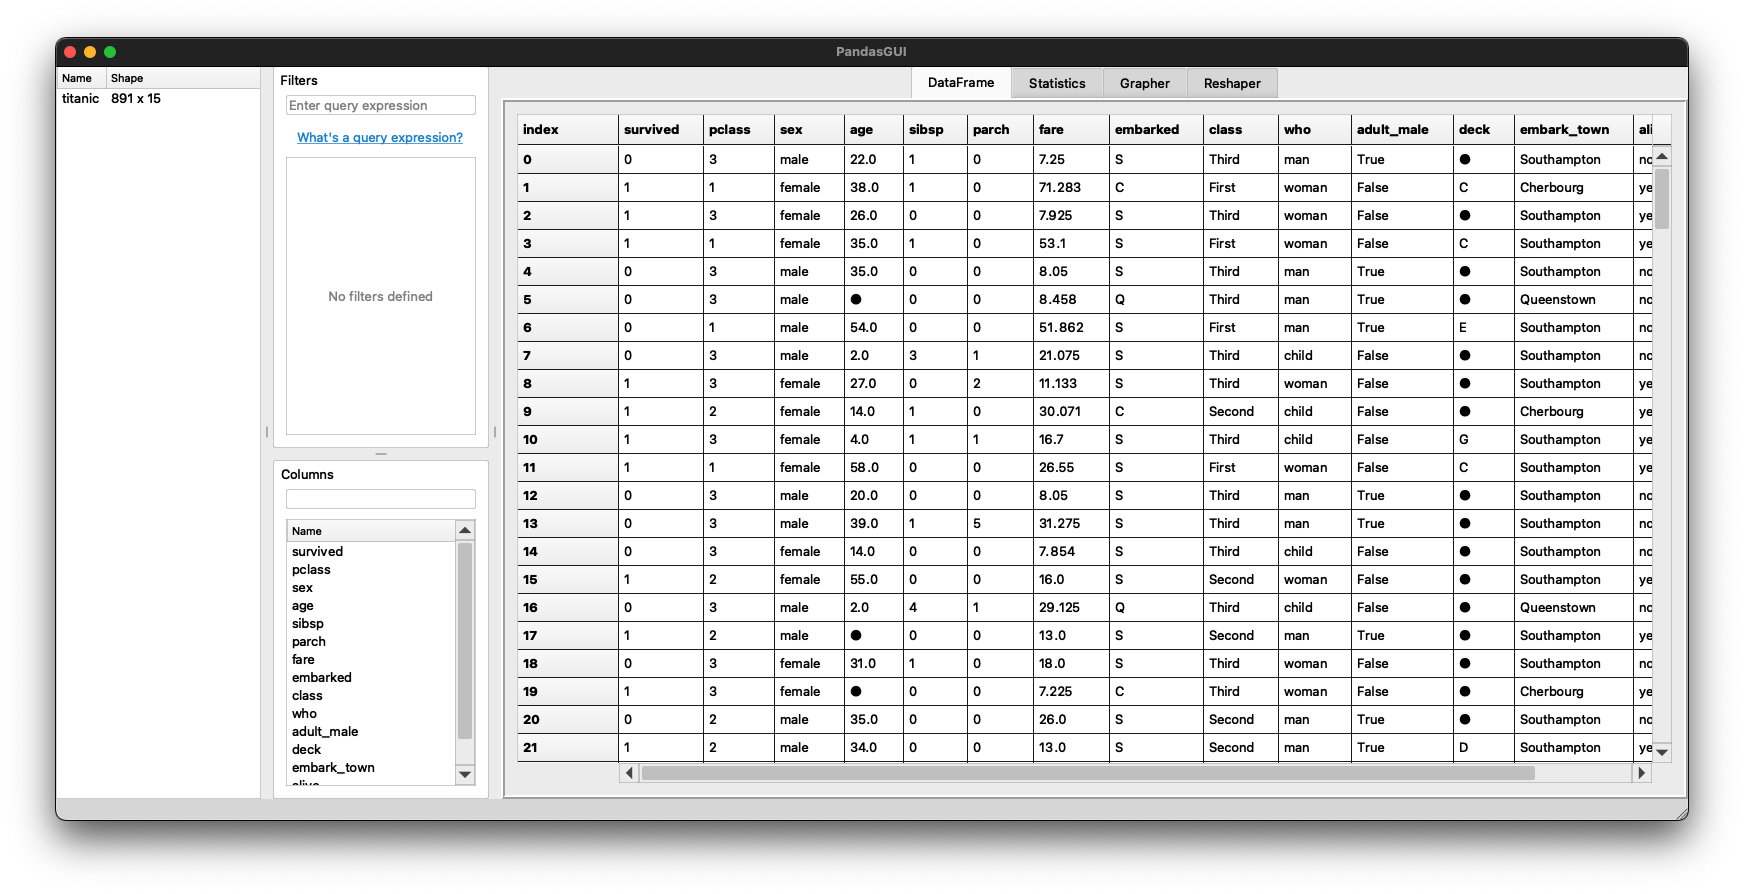 PandasGUI
Name Shape
titanic 891 x 15
Filters
Enter query expression
What's a query expression?
No filters defined
Columns
Name
survived
pclass
sex
age
sibsp
parch
fare
embarked
class
who
adult_male
deck
embark_town
alive
DataFrame Statistics Grapher Reshaper
index survived pclass sex age sibsp parch fare embarked class who adult_male deck embark_town ali
0 0 3 male 22.0 1 0 7.25 S Third man True ● Southampton no
1 1 1 female 38.0 1 0 71.283 C First woman False C Cherbourg ye
2 1 3 female 26.0 0 0 7.925 S Third woman False ● Southampton ye
3 1 1 female 35.0 1 0 53.1 S First woman False C Southampton ye
4 0 3 male 35.0 0 0 8.05 S Third man True ● Southampton no
5 0 3 male ● 0 0 8.458 Q Third man True ● Queenstown no
6 0 1 male 54.0 0 0 51.862 S First man True E Southampton no
7 0 3 male 2.0 3 1 21.075 S Third child False ● Southampton no
8 1 3 female 27.0 0 2 11.133 S Third woman False ● Southampton ye
9 1 2 female 14.0 1 0 30.071 C Second child False ● Cherbourg ye
10 1 3 female 4.0 1 1 16.7 S Third child False G Southampton ye
11 1 1 female 58.0 0 0 26.55 S First woman False C Southampton ye
12 0 3 male 20.0 0 0 8.05 S Third man True ● Southampton no
13 0 3 male 39.0 1 5 31.275 S Third man True ● Southampton no
14 0 3 female 14.0 0 0 7.854 S Third child False ● Southampton no
15 1 2 female 55.0 0 0 16.0 S Second woman False ● Southampton ye
16 0 3 male 2.0 4 1 29.125 Q Third child False ● Queenstown no
17 1 2 male ● 0 0 13.0 S Second man True ● Southampton ye
18 0 3 female 31.0 1 0 18.0 S Third woman False ● Southampton no
19 1 3 female ● 0 0 7.225 C Third woman False ● Cherbourg ye
20 0 2 male 35.0 0 0 26.0 S Second man True ● Southampton no
21 1 2 male 34.0 0 0 13.0 S Second man True D Southampton ye